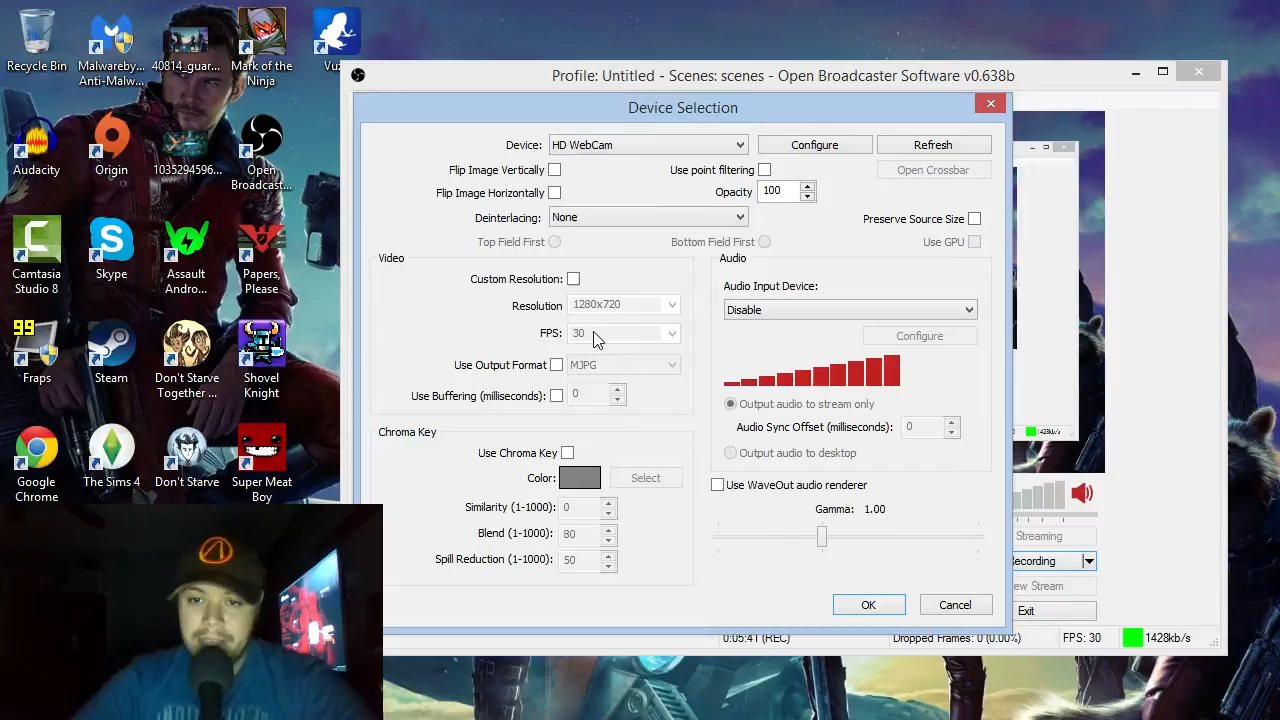 Recycle Bin
Malwareby...
Anti-Malw...
40814_guar...
Mark of the
Ninja
Vuz
Audacity
Origin
1035294596...
Open
Broadcast...
Camtasia
Studio 8
Skype
Assault
Andro...
Papers,
Please
99
Fraps
Steam
Don't Starve
Together ...
Shovel
Knight
Google
Chrome
The Sims 4
Don't Starve
Super Meat
Boy
Profile: Untitled - Scenes: scenes - Open Broadcaster Software v0.638b
Device Selection
Device: HD WebCam Configure Refresh
Flip Image Vertically Use point filtering Open Crossbar
Flip Image Horizontally Opacity 100
Deinterlacing: None Preserve Source Size
Top Field First Bottom Field First Use GPU
Video
Custom Resolution:
Resolution 1280x720
FPS: 30
Use Output Format MJPG
Use Buffering (milliseconds): 0
Audio
Audio Input Device:
Disable
Configure
Output audio to stream only
Audio Sync Offset (milliseconds): 0
Output audio to desktop
Use WaveOut audio renderer
Gamma: 1.00
Chroma Key
Use Chroma Key
Color: Select
Similarity (1-1000): 0
Blend (1-1000): 80
Spill Reduction (1-1000): 50
OK Cancel
Streaming
ecording
ew Stream
Exit
0:05:41 (REC) Dropped Frames: 0 (0.00%) FPS: 30 1428kb/s